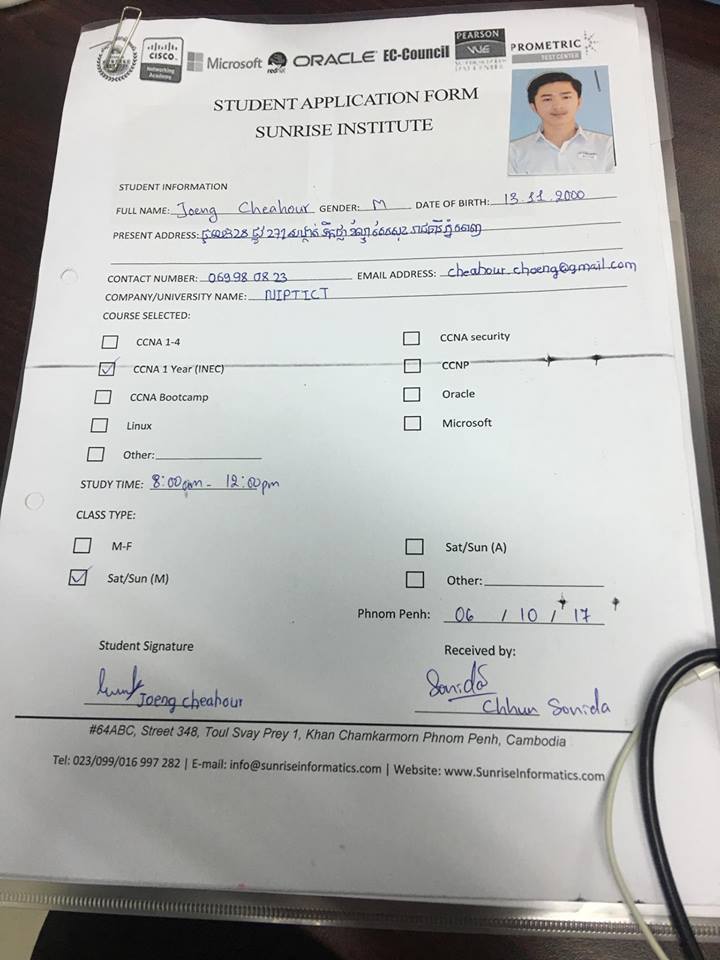 CISCO
Networking Academy
Microsoft
redhat
ORACLE
EC-Council
PEARSON
VUE
PROMETRIC
TEST CENTER
STUDENT APPLICATION FORM
SUNRISE INSTITUTE
STUDENT INFORMATION
FULL NAME: Joeng Cheahour GENDER: M DATE OF BIRTH: 13.11.2000
PRESENT ADDRESS:
CONTACT NUMBER: 06998 08 23 EMAIL ADDRESS: cheahour.choeng@gmail.com
COMPANY/UNIVERSITY NAME: NIPTICT
COURSE SELECTED:
CCNA 1-4 CCNA security
CCNA 1 Year (INEC) CCNP
CCNA Bootcamp Oracle
Linux Microsoft
Other:
STUDY TIME: 8:00am - 12:00pm
CLASS TYPE:
M-F Sat/Sun (A)
Sat/Sun (M) Other:
Phnom Penh: 06 / 10 / 17
Student Signature Received by:
Joeng cheahour Sonida
Chhun Sonida
#64ABC, Street 348, Toul Svay Prey 1, Khan Chamkarmorn Phnom Penh, Cambodia
Tel: 023/099/016 997 282 | E-mail: info@sunriseinformatics.com | Website: www.SunriseInformatics.com